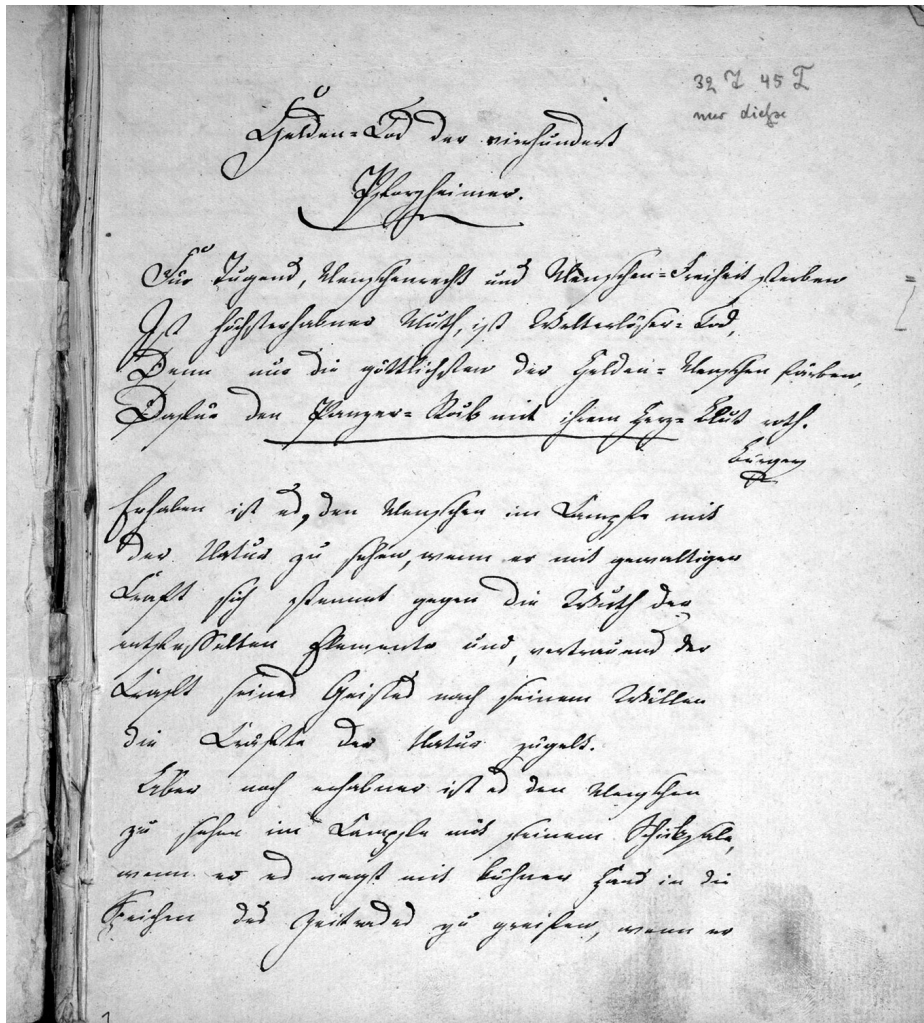 32 Z 45 Z
Helden=Tod der vierhundert
Pforzheimer.
Für Tugend, Menschenrecht und Menschen=Freiheit sterben
Ist höchsterhabner Muth, ist Welterlöser=Tod,
Denn nur die göttlichsten der Helden=Menschen färben,
Dafür den Panzer=Rock mit ihrem Herz=Blut roth.
Bürger
Erhaben ist es, den Menschen im Kampfe mit
der Natur zu sehen, wenn er mit gewaltiger
Kraft sich stemmt gegen die Wuth der
entfesselten Elemente und, vertrauend der
Kraft seines Geistes nach seinem Willen
die Kräfte der Natur zügelt.
Aber noch erhabner ist es den Menschen
zu sehen im Kampfe mit seinem Schicksale,
wenn er es wagt mit kühner Hand in die
Speichen des Zeitrades zu greifen, wenn er